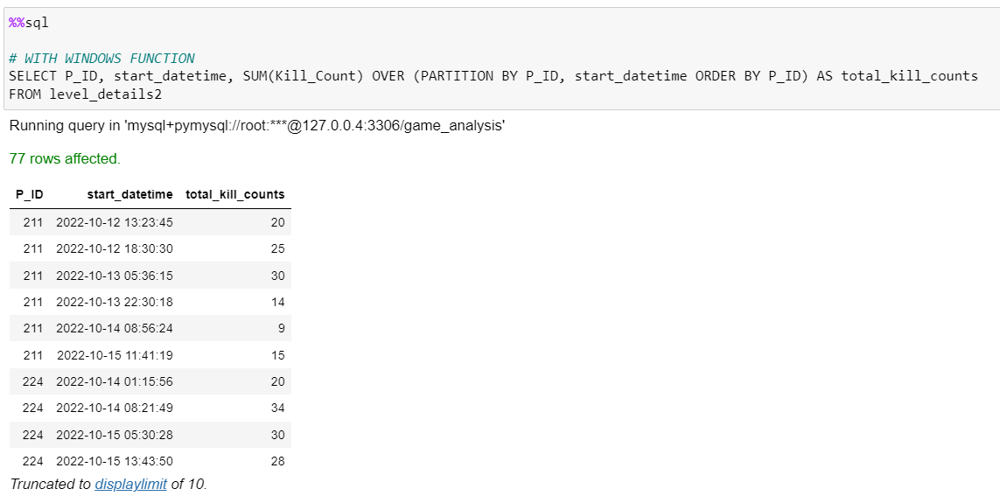 %%sql
# WITH WINDOWS FUNCTION
SELECT P_ID, start_datetime, SUM(Kill_Count) OVER (PARTITION BY P_ID, start_datetime ORDER BY P_ID) AS total_kill_counts
FROM level_details2
Running query in 'mysql+pymysql://root:***@127.0.0.4:3306/game_analysis'
77 rows affected.
P_ID start_datetime total_kill_counts
211 2022-10-12 13:23:45 20
211 2022-10-12 18:30:30 25
211 2022-10-13 05:36:15 30
211 2022-10-13 22:30:18 14
211 2022-10-14 08:56:24 9
211 2022-10-15 11:41:19 15
224 2022-10-14 01:15:56 20
224 2022-10-14 08:21:49 34
224 2022-10-15 05:30:28 30
224 2022-10-15 13:43:50 28
Truncated to displaylimit of 10.